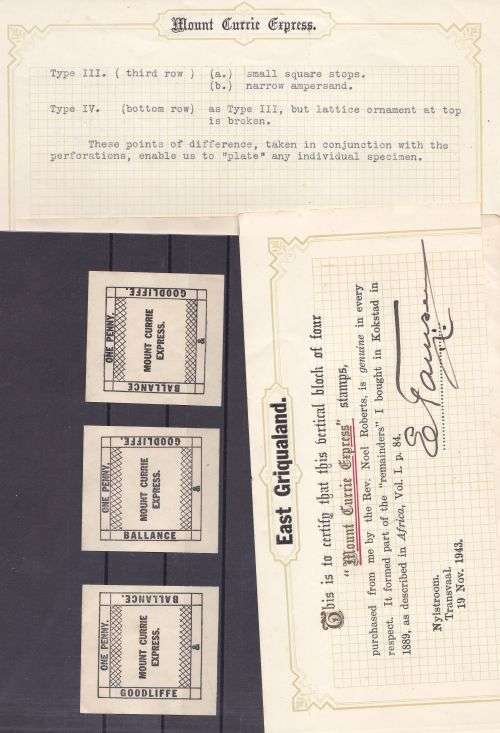 Mount Currie Express.
Type III. ( third row ) (a.) small square stops.
(b.) narrow ampersand.
Type IV. (bottom row) as Type III, but lattice ornament at top
is broken.
These points of difference, taken in conjunction with the
perforations, enable us to "plate" any individual specimen.
GOODLIFFE.
ONE PENNY.
MOUNT CURRIE
EXPRESS.
&
BALLANCE
GOODLIFFE.
ONE PENNY.
MOUNT CURRIE
EXPRESS.
&
BALLANCE
BALLANCE.
ONE PENNY.
MOUNT CURRIE
EXPRESS.
&
GOODLIFFE
East Griqualand.
This is to certify that this vertical block of four
"Mount Currie Express" stamps,
purchased from me by the Rev. Noel Roberts, is genuine in every
respect. It formed part of the "remainders" I bought in Kokstad in
1889, as described in Africa, Vol. I, p. 84.
Nylstroom.
Transvaal
19 Nov. 1943.